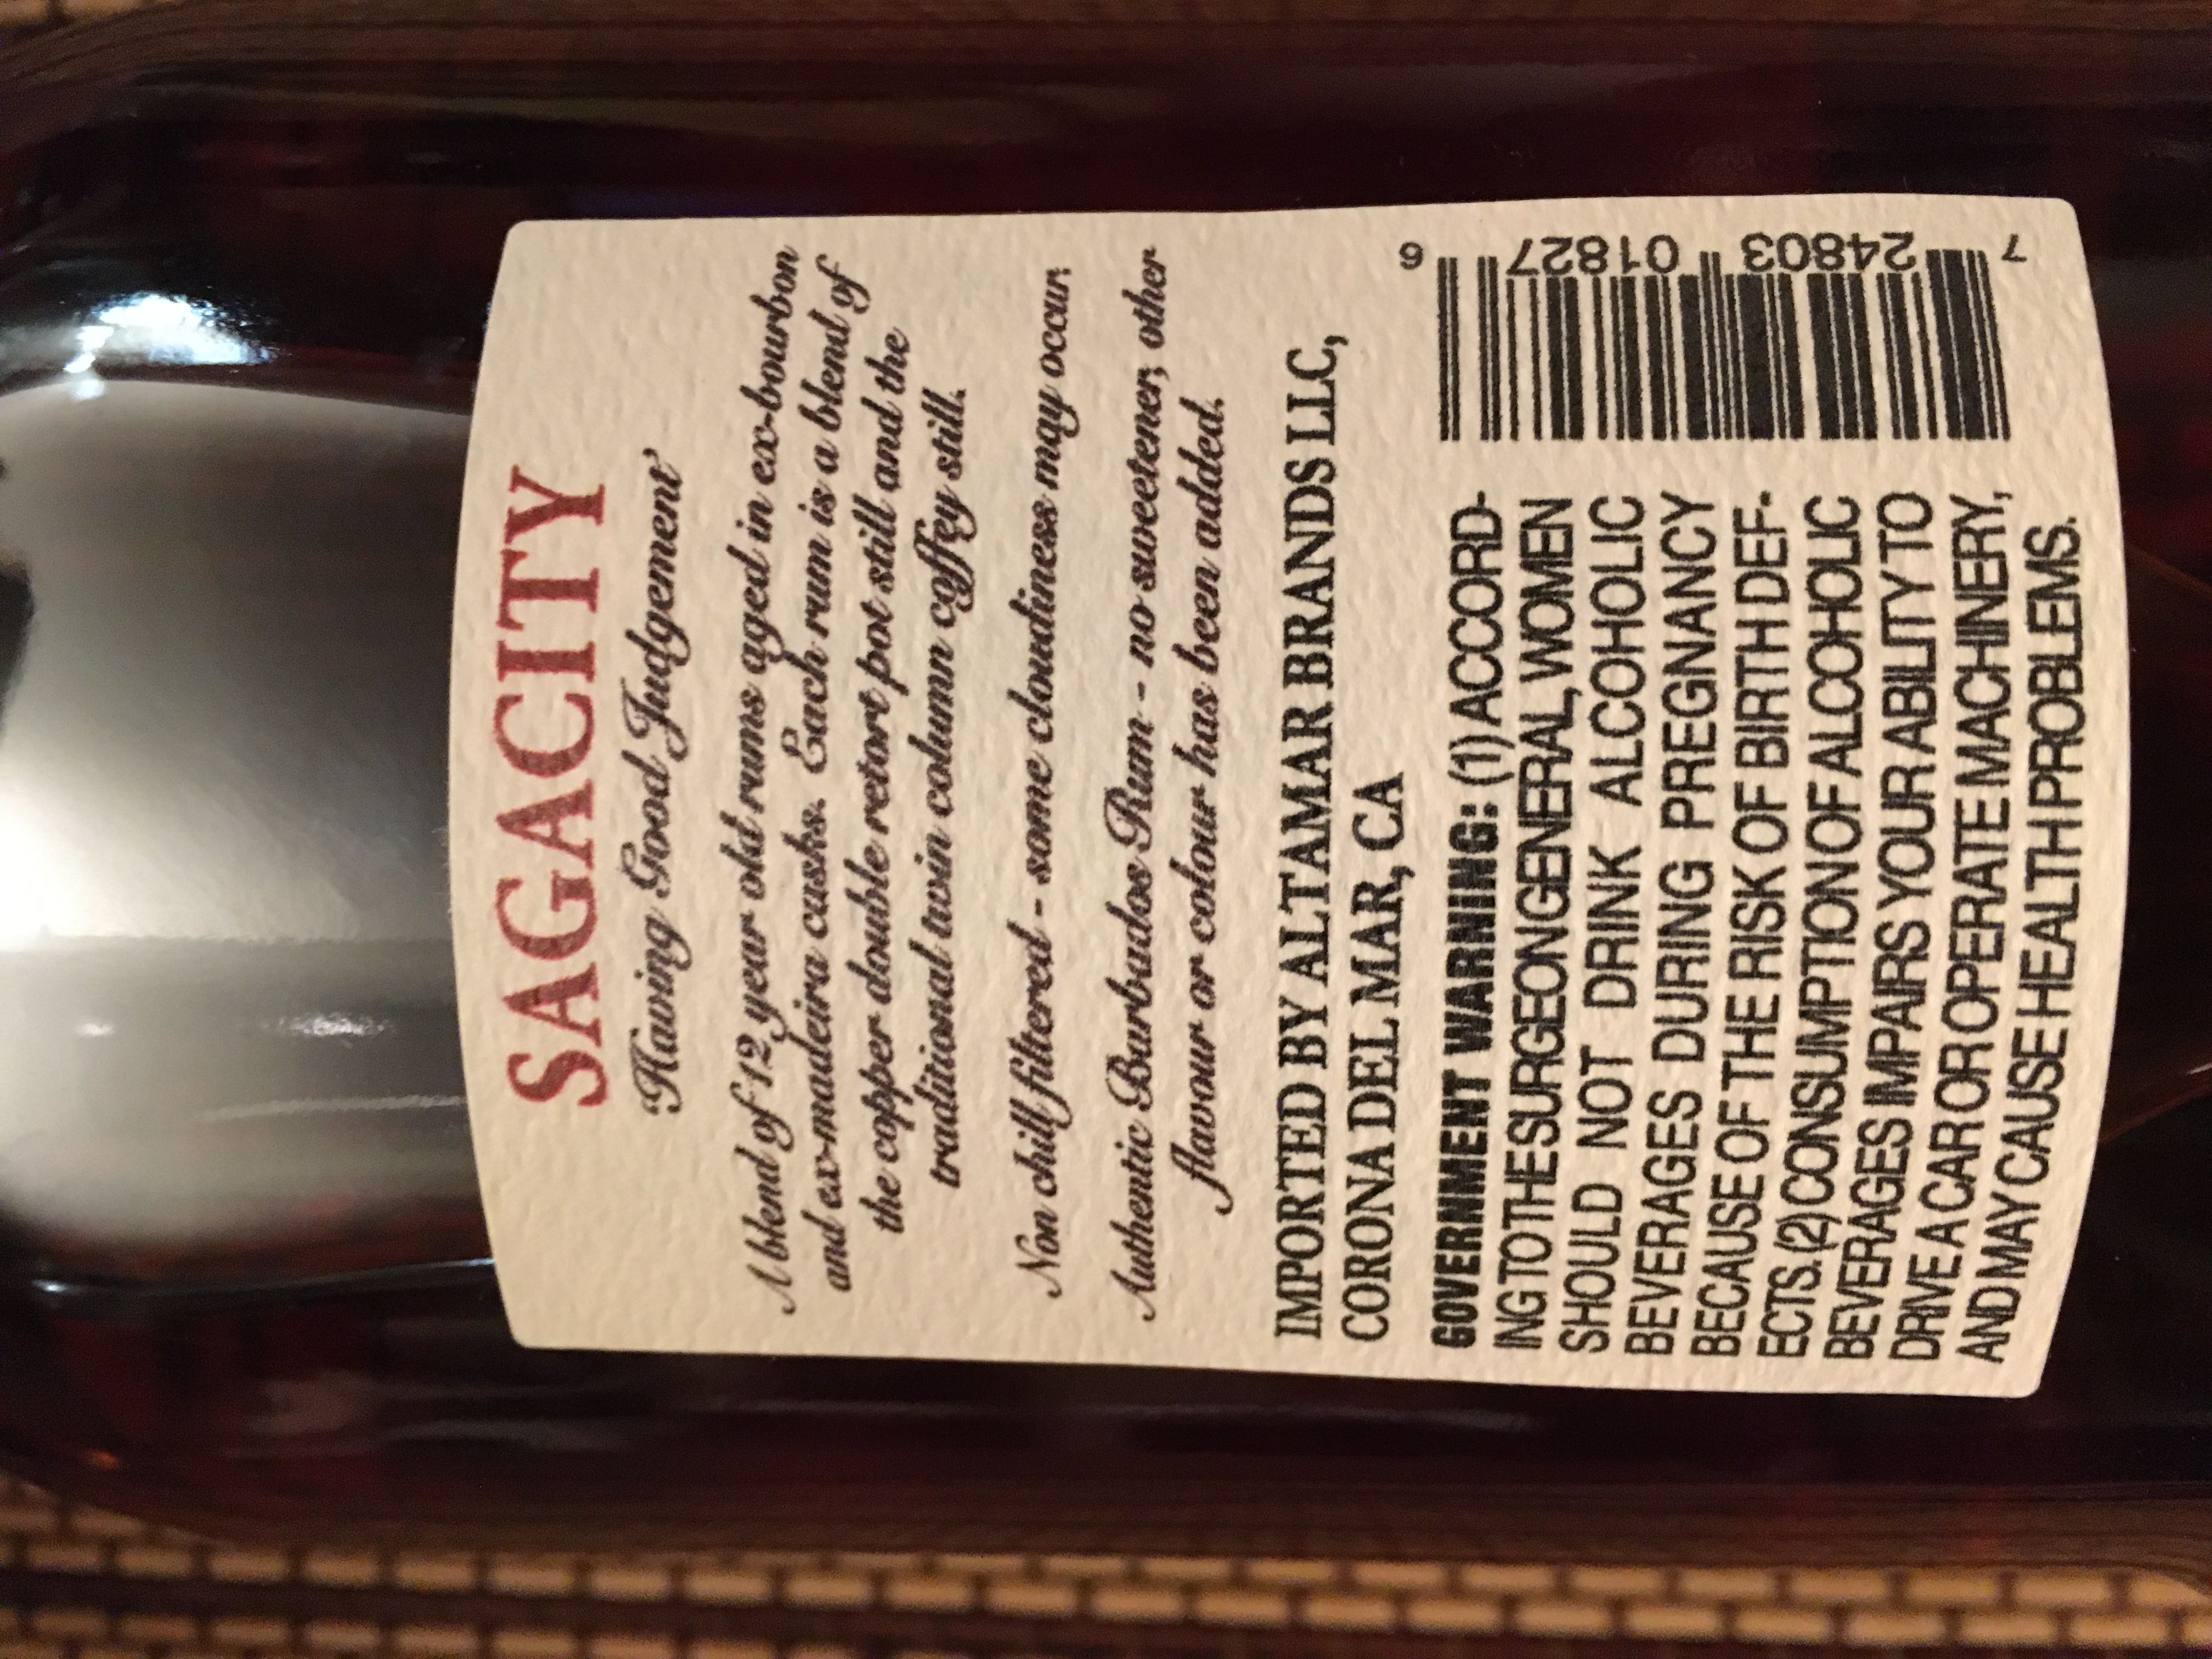 SAGACITY
'Having Good Judgement'
A blend of 12 year old rums aged in ex-bourbon
and ex-madeira casks. Each rum is a blend of
the copper double retort pot still and the
traditional twin column coffey still.
Non chill filtered - some cloudiness may occur.
Authentic Barbados Rum - no sweetener, other
flavour or colour has been added.
IMPORTED BY ALTAMAR BRANDS LLC,
CORONA DEL MAR, CA
GOVERNMENT WARNING: (1) ACCORD-
ING TO THE SURGEON GENERAL, WOMEN
SHOULD NOT DRINK ALCOHOLIC
BEVERAGES DURING PREGNANCY
BECAUSE OF THE RISK OF BIRTH DEF-
ECTS. (2) CONSUMPTION OF ALCOHOLIC
BEVERAGES IMPAIRS YOUR ABILITY TO
DRIVE A CAR OR OPERATE MACHINERY,
AND MAY CAUSE HEALTH PROBLEMS.
7 24803 01827 6